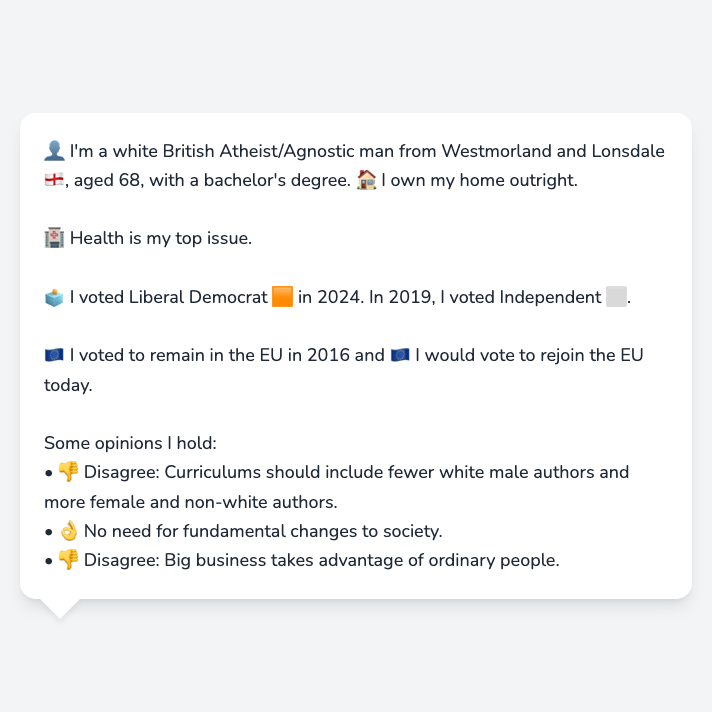 👤 I'm a white British Atheist/Agnostic man from Westmorland and Lonsdale
🏴󠁧󠁢󠁥󠁮󠁧󠁿, aged 68, with a bachelor's degree. 🏠 I own my home outright.
🏥 Health is my top issue.
🗳️ I voted Liberal Democrat 🟧 in 2024. In 2019, I voted Independent ⬜.
🇪🇺 I voted to remain in the EU in 2016 and 🇪🇺 I would vote to rejoin the EU
today.
Some opinions I hold:
• 👎 Disagree: Curriculums should include fewer white male authors and
more female and non-white authors.
• 👌 No need for fundamental changes to society.
• 👎 Disagree: Big business takes advantage of ordinary people.